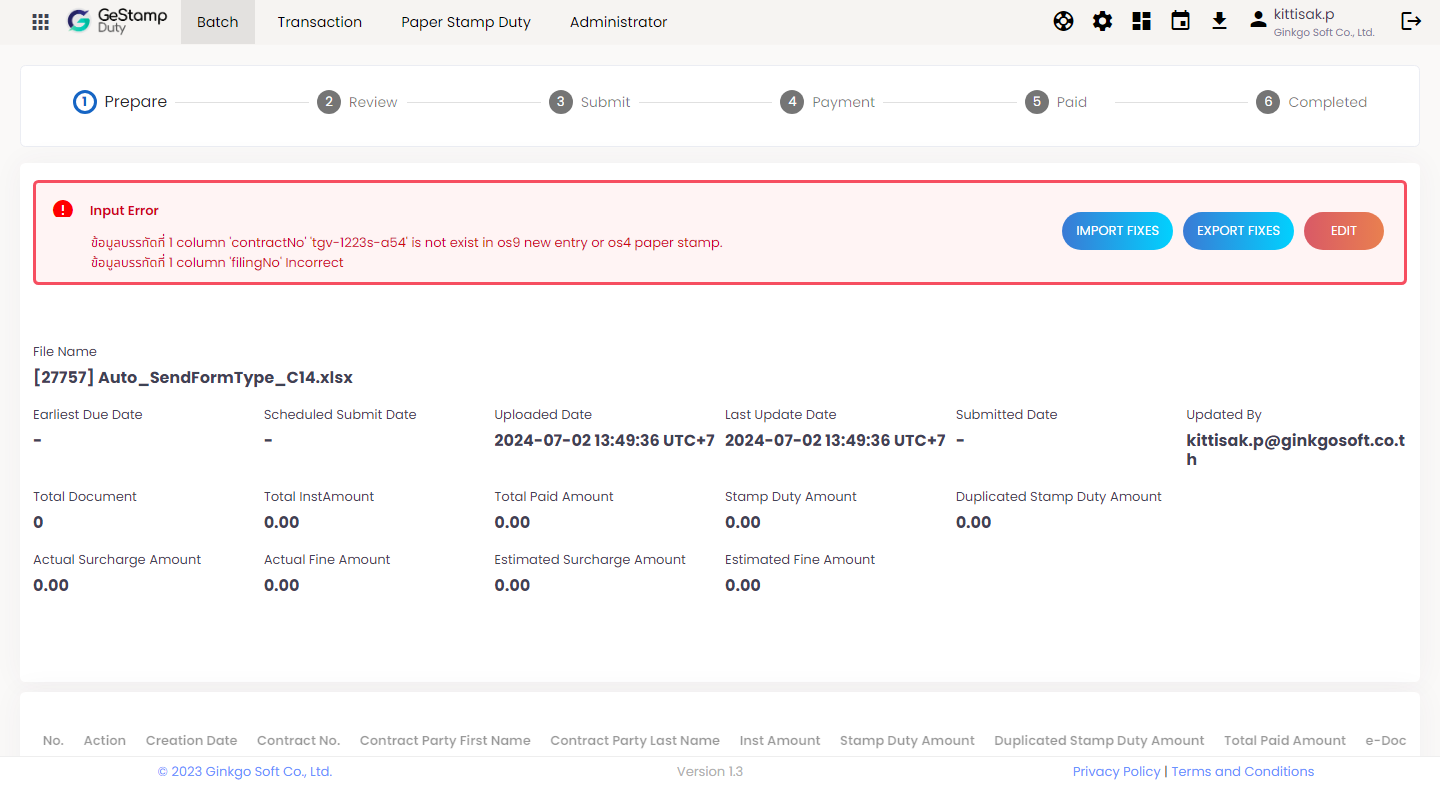 GeStamp
Duty
Batch
Transaction
Paper Stamp Duty
Administrator
kittisak.p
Ginkgo Soft Co., Ltd.
1 Prepare
2 Review
3 Submit
4 Payment
5 Paid
6 Completed
Input Error
ข้อมูลบรรทัดที่ 1 column 'contractNo' 'tgv-1223s-a54' is not exist in os9 new entry or os4 paper stamp.
ข้อมูลบรรทัดที่ 1 column 'filingNo' Incorrect
IMPORT FIXES
EXPORT FIXES
EDIT
File Name
[27757] Auto_SendFormType_C14.xlsx
Earliest Due Date
-
Scheduled Submit Date
-
Uploaded Date
2024-07-02 13:49:36 UTC+7
Last Update Date
2024-07-02 13:49:36 UTC+7
Submitted Date
-
Updated By
kittisak.p@ginkgosoft.co.t
h
Total Document
0
Total InstAmount
0.00
Total Paid Amount
0.00
Stamp Duty Amount
0.00
Duplicated Stamp Duty Amount
0.00
Actual Surcharge Amount
0.00
Actual Fine Amount
0.00
Estimated Surcharge Amount
0.00
Estimated Fine Amount
0.00
No. Action Creation Date Contract No. Contract Party First Name Contract Party Last Name Inst Amount Stamp Duty Amount Duplicated Stamp Duty Amount Total Paid Amount e-Doc
© 2023 Ginkgo Soft Co., Ltd.
Version 1.3
Privacy Policy | Terms and Conditions